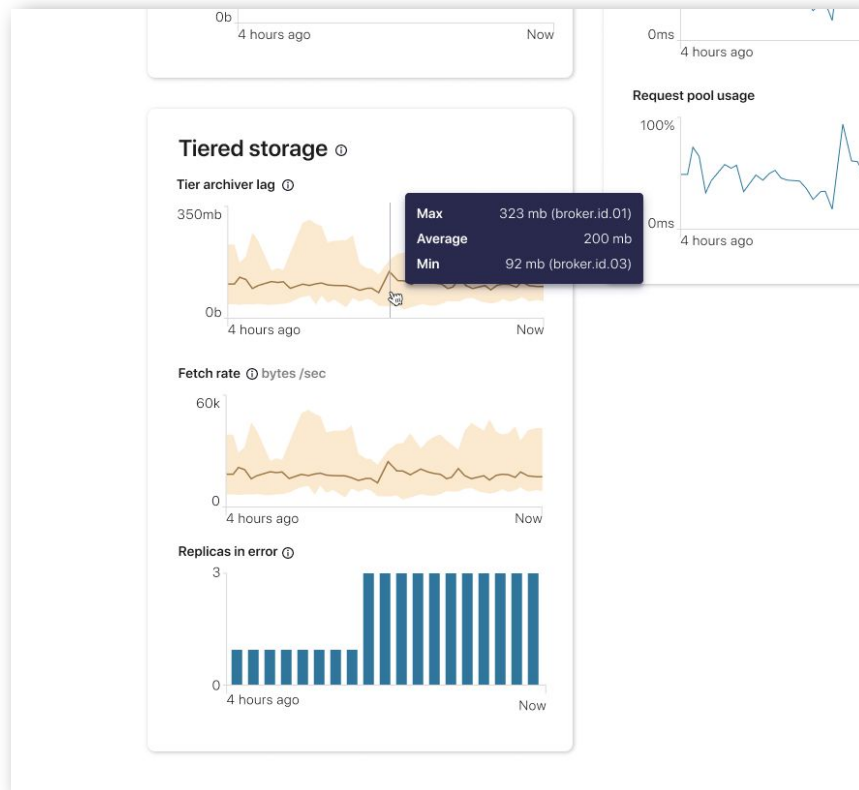 0b
4 hours ago
Now
Tiered storage
Tier archiver lag
350mb
0b
4 hours ago
Now
Max 323 mb (broker.id.01)
Average 200 mb
Min 92 mb (broker.id.03)
Fetch rate bytes /sec
60k
0
4 hours ago
Now
Replicas in error
3
0
4 hours ago
Now
0ms
4 hours ago
Request pool usage
100%
0ms
4 hours ago